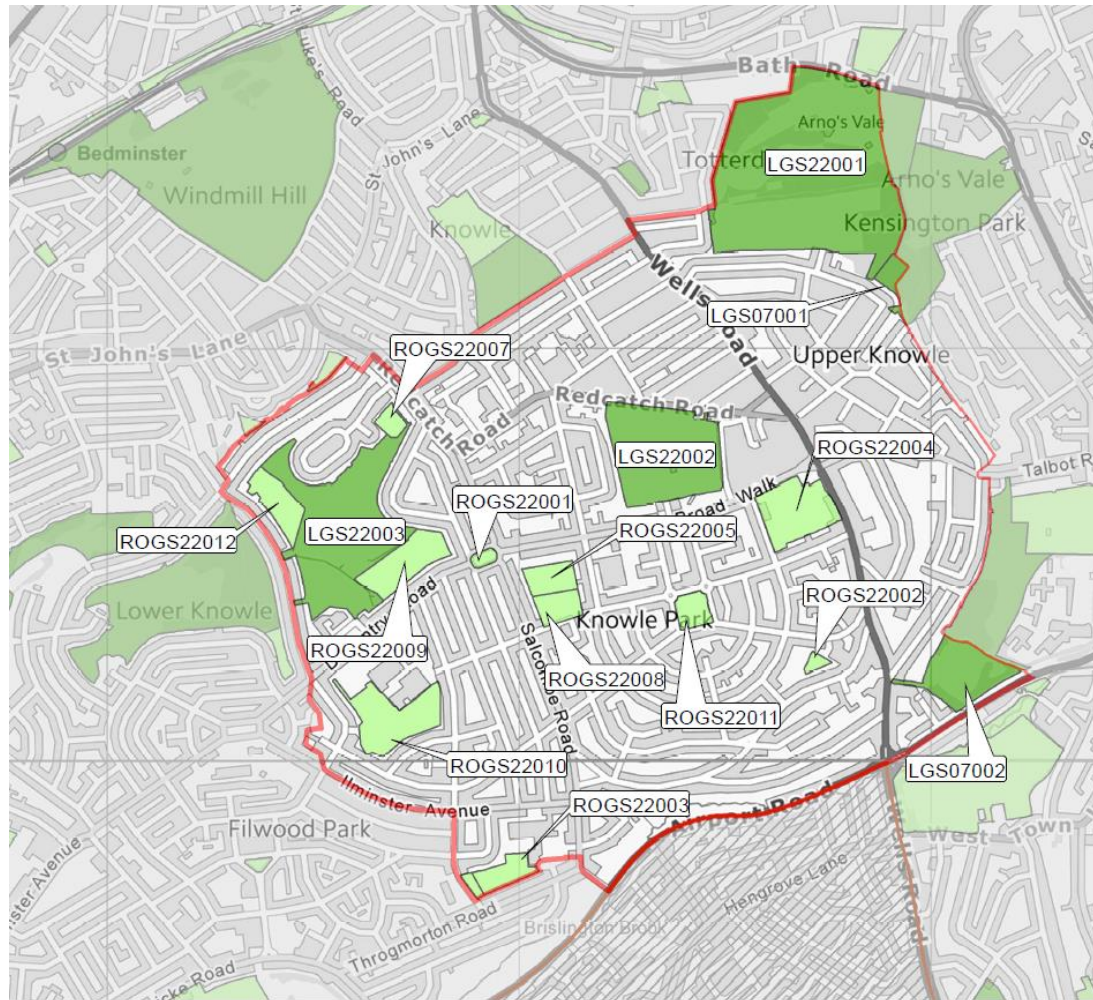 Bath Road
St. John's Lane
Arno's Vale
Bedminster
LGS22001
Arno's Vale
Windmill Hill
Kensington Park
Knowle
Wells Road
LGS07001
St John's Lane
ROGS22007
Upper Knowle
Redcatch Road
Redcatch Road
ROGS22004
LGS22002
Talbot R
Broad Walk
ROGS22001
LGS22003
ROGS22005
ROGS22012
ROGS22002
Lower Knowle
Knowle Park
ROGS22009
ROGS22008
Salcombe Road
ROGS22011
ROGS22010
LGS07002
Ilminster Avenue
ROGS22003
Airport Road
Filwood Park
West Town
Hengrove Lane
Wells Road
Throgmorton Road
Brislington Brook